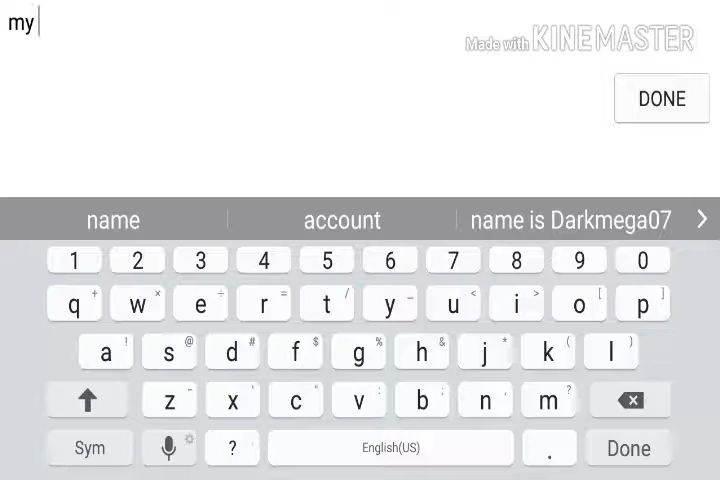 my
Made with KINEMASTER
DONE
name account name is Darkmega07 >
1 2 3 4 5 6 7 8 9 0
q + w × e ÷ r = t / y _ u < i > o [ p ]
a ! s @ d # f $ g % h & j * k ( l )
z - x ' c " v : b ; n , m ?
Sym ? English(US) . Done